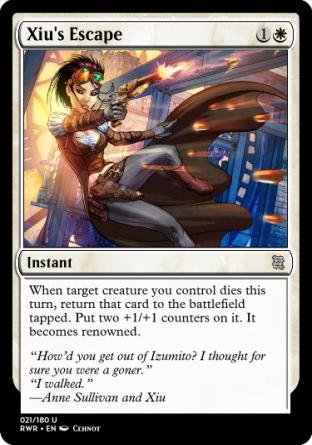 Xiu's Escape 1
Instant
When target creature you control dies this
turn, return that card to the battlefield
tapped. Put two +1/+1 counters on it. It
becomes renowned.
“How’d you get out of Izumito? I thought for
sure you were a goner.”
“I walked.”
—Anne Sullivan and Xiu
021/180 U
RWR • EN Cehnot